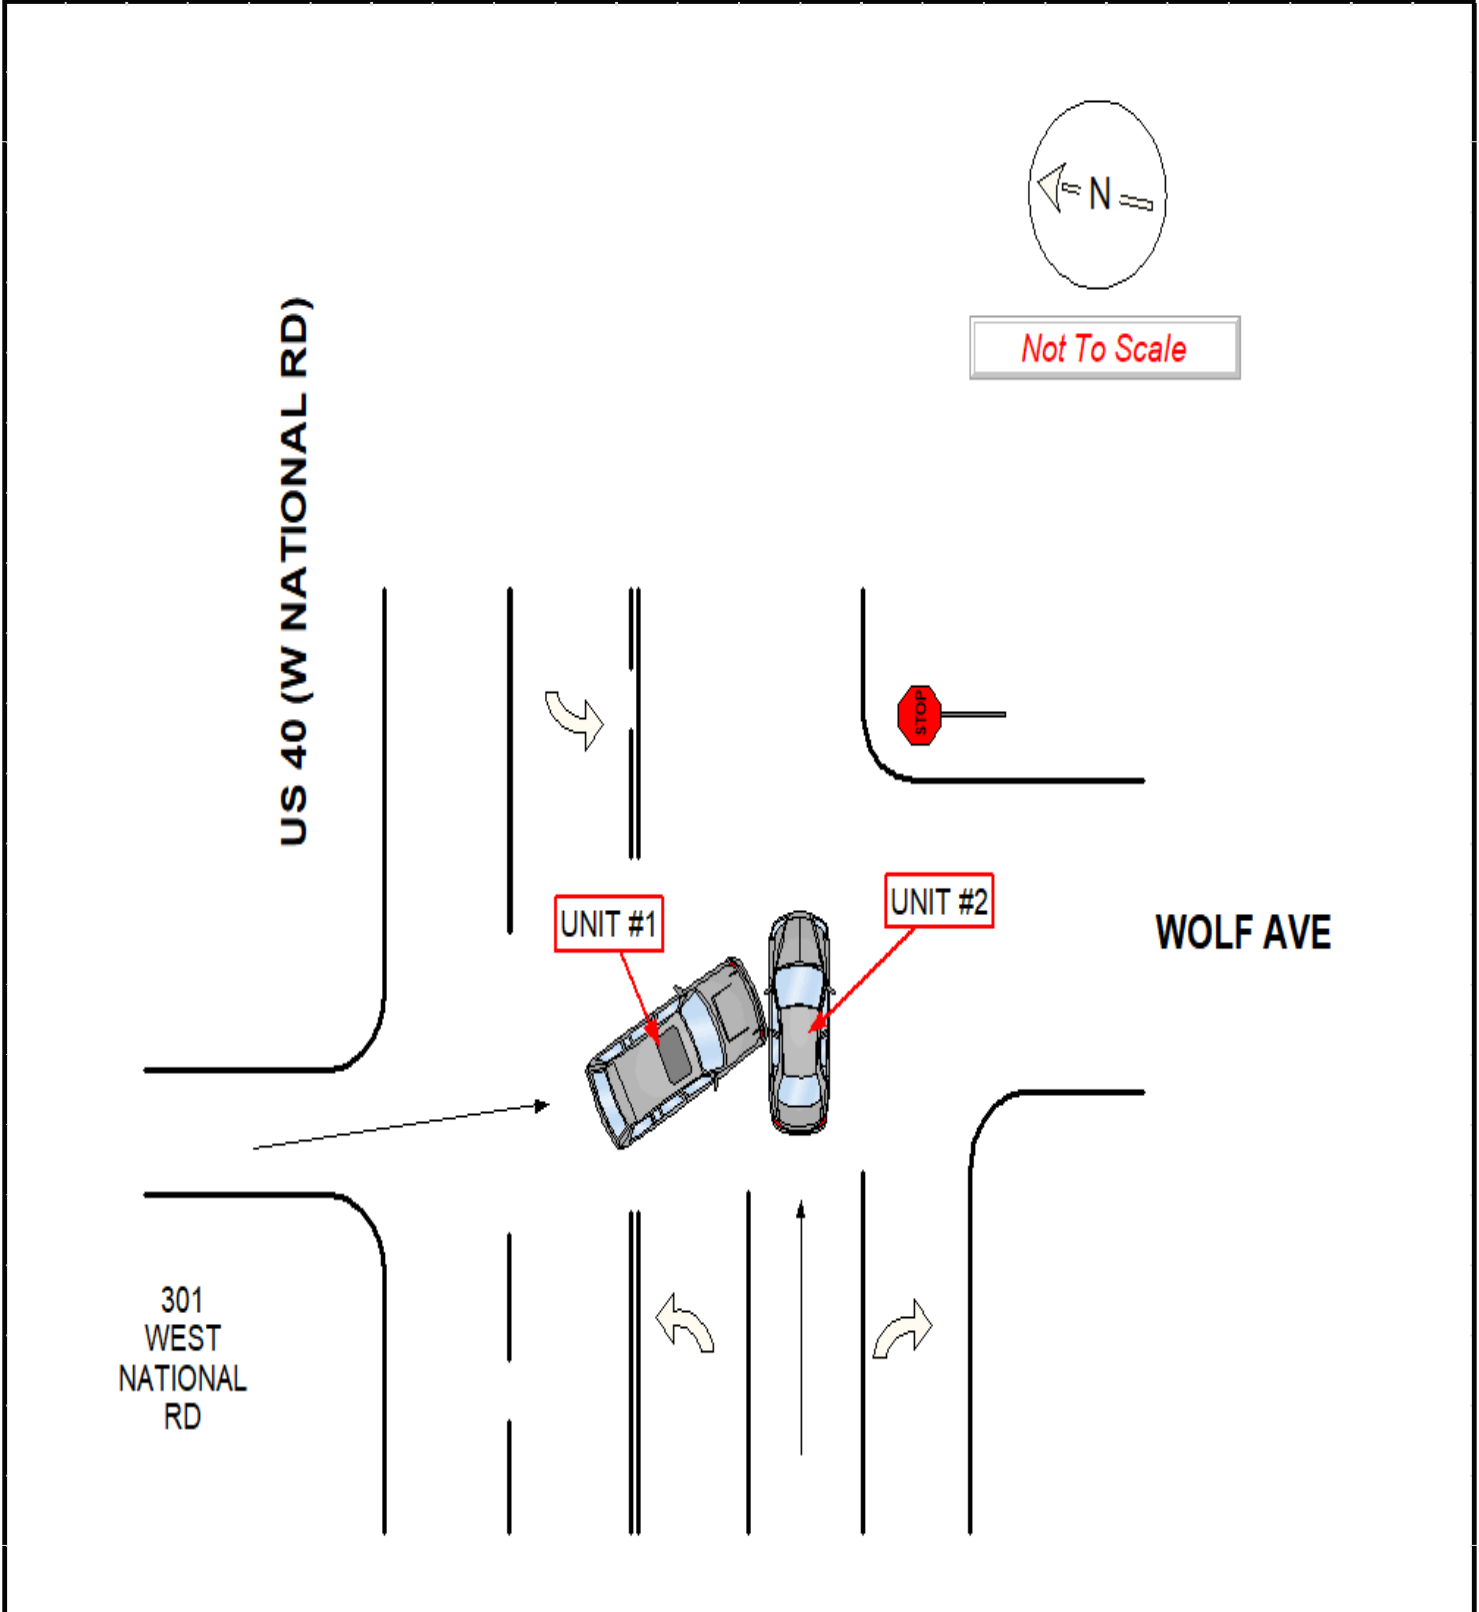 N
Not To Scale
US 40 (W NATIONAL RD)
STOP
UNIT #1
UNIT #2
WOLF AVE
301
WEST
NATIONAL
RD